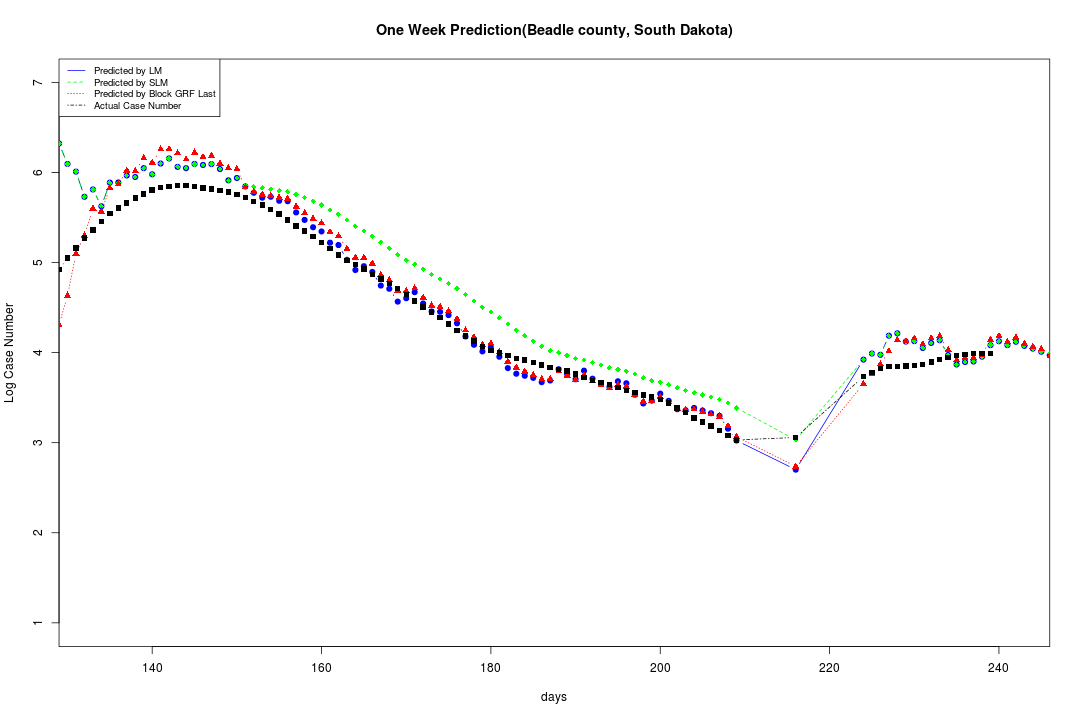 One Week Prediction(Beadle county, South Dakota)
Predicted by LM
Predicted by SLM
Predicted by Block GRF Last
Actual Case Number
7
6
5
4
3
2
1
Log Case Number
140 160 180 200 220 240
days